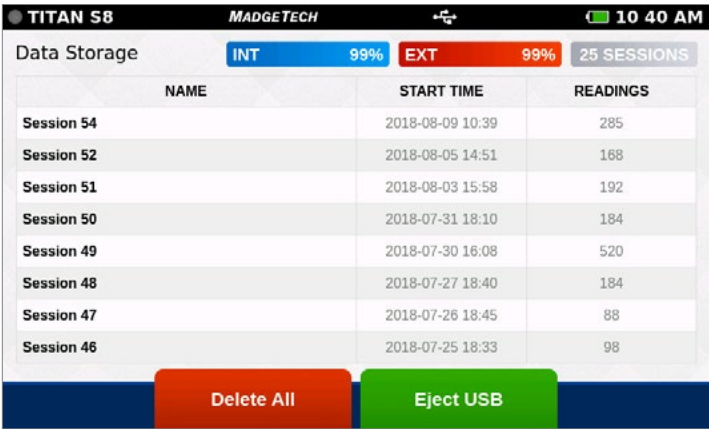 TITAN S8 MADGETECH 10 40 AM
Data Storage INT 99% EXT 99% 25 SESSIONS
NAME START TIME READINGS
Session 54 2018-08-09 10:39 285
Session 52 2018-08-05 14:51 168
Session 51 2018-08-03 15:58 192
Session 50 2018-07-31 18:10 184
Session 49 2018-07-30 16:08 520
Session 48 2018-07-27 18:40 184
Session 47 2018-07-26 18:45 88
Session 46 2018-07-25 18:33 98
Delete All Eject USB